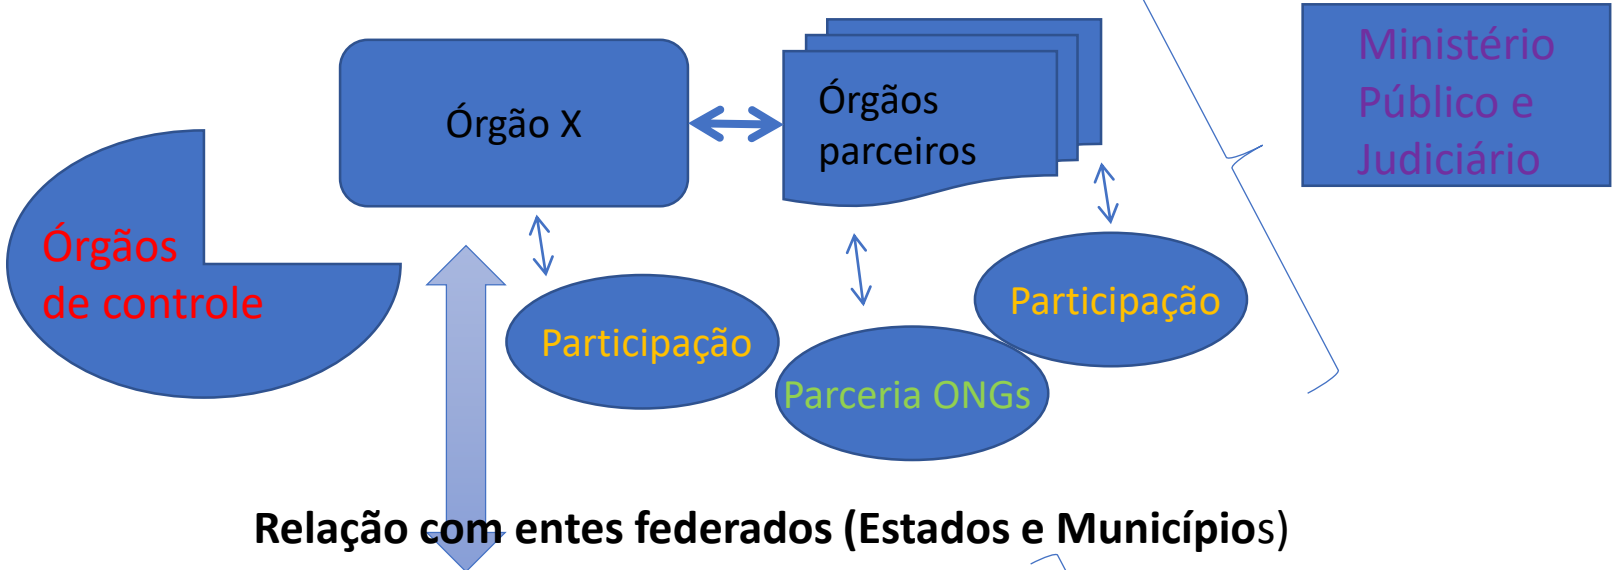 Órgão X
Órgãos
parceiros
Ministério
Público e
Judiciário
Órgãos
de controle
Participação
Parceria ONGs
Participação
Relação com entes federados (Estados e Municípios)